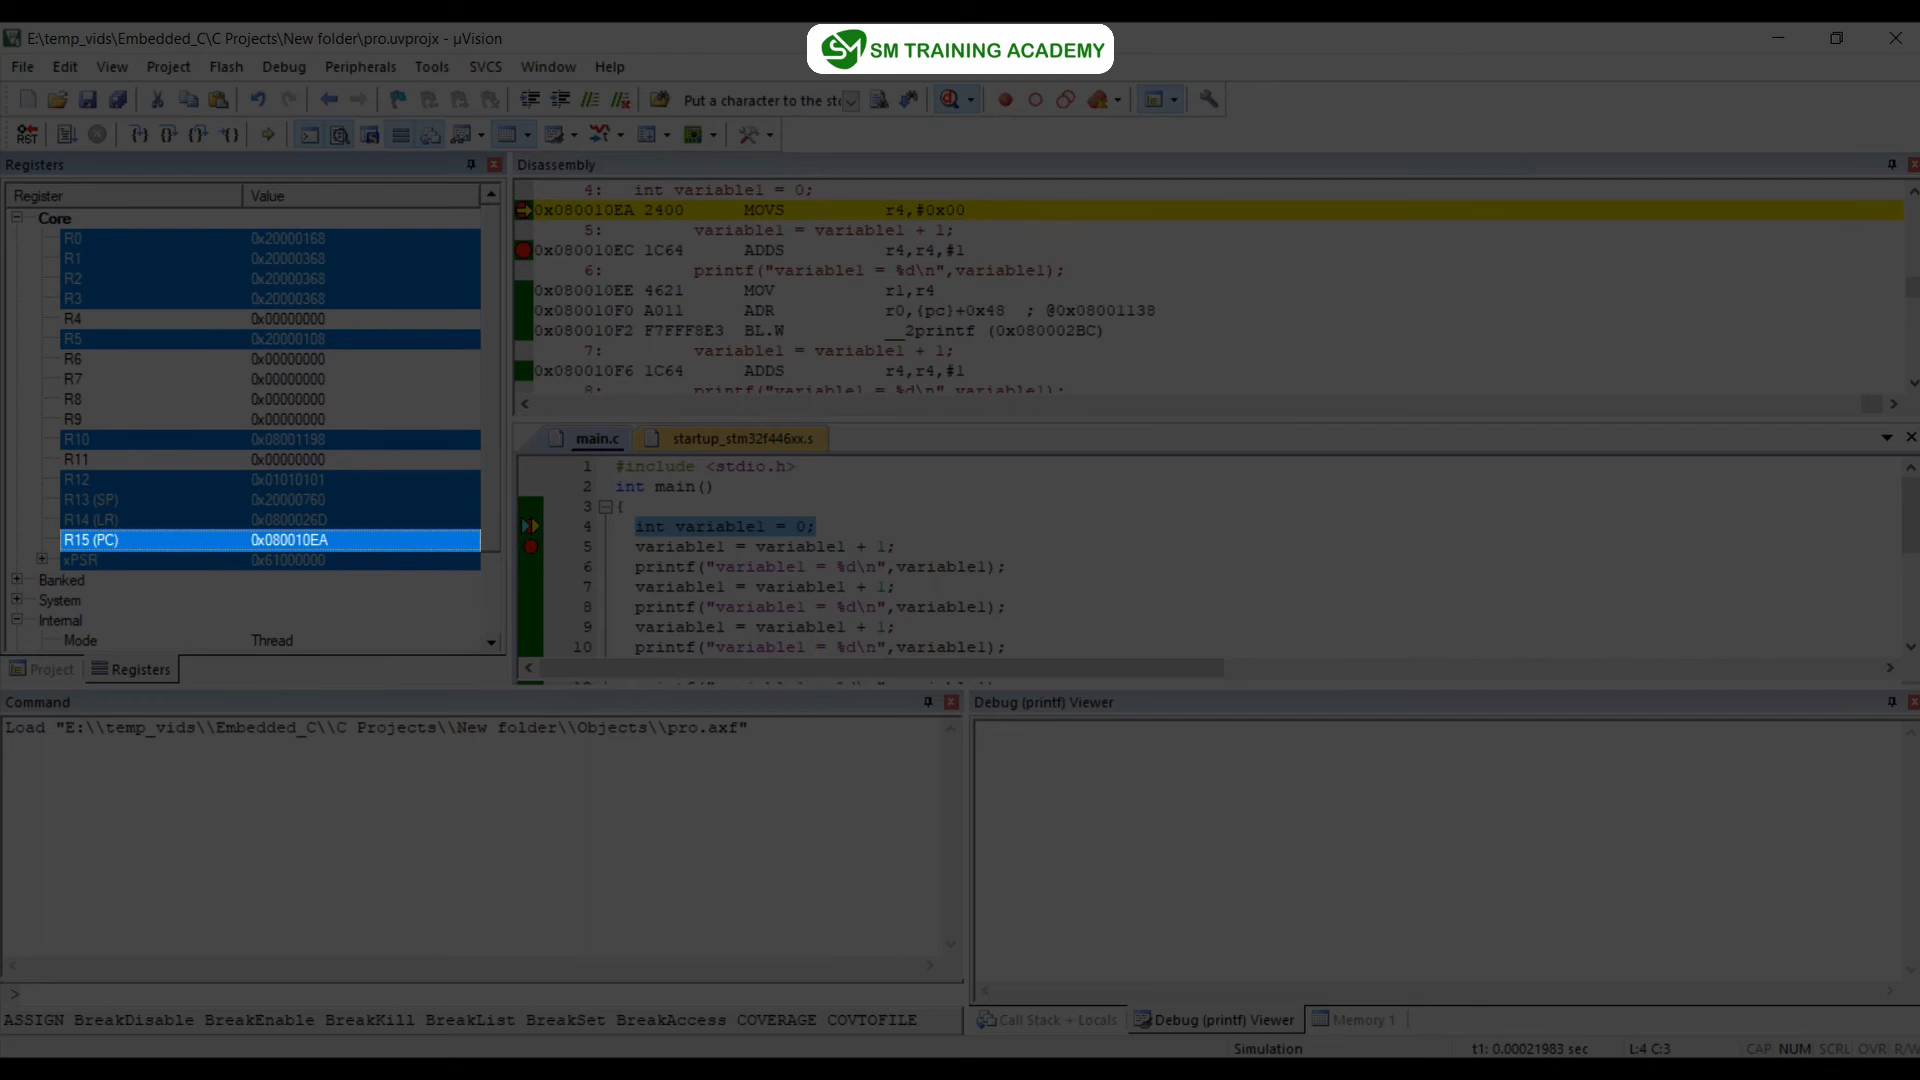 E:\temp_vids\Embedded_C\C Projects\New folder\pro.uvprojx - µVision
SM TRAINING ACADEMY
File Edit View Project Flash Debug Peripherals Tools SVCS Window Help
Put a character to the sto
RST
Registers
Register Value
Core
R0 0x20000168
R1 0x20000368
R2 0x20000368
R3 0x20000368
R4 0x00000000
R5 0x20000108
R6 0x00000000
R7 0x00000000
R8 0x00000000
R9 0x00000000
R10 0x08001198
R11 0x00000000
R12 0x01010101
R13 (SP) 0x20000760
R14 (LR) 0x0800026D
R15 (PC) 0x080010EA
xPSR 0x61000000
Banked
System
Internal
Mode Thread
Project Registers
Disassembly
4: int variable1 = 0;
0x080010EA 2400 MOVS r4,#0x00
5: variable1 = variable1 + 1;
0x080010EC 1C64 ADDS r4,r4,#1
6: printf("variable1 = %d\n",variable1);
0x080010EE 4621 MOV r1,r4
0x080010F0 A011 ADR r0,{pc}+0x48 ; @0x08001138
0x080010F2 F7FFF8E3 BL.W __2printf (0x080002BC)
7: variable1 = variable1 + 1;
0x080010F6 1C64 ADDS r4,r4,#1
8: printf("variable1 = %d\n",variable1);
main.c startup_stm32f446xx.s
1 #include <stdio.h>
2 int main()
3 {
4 int variable1 = 0;
5 variable1 = variable1 + 1;
6 printf("variable1 = %d\n",variable1);
7 variable1 = variable1 + 1;
8 printf("variable1 = %d\n",variable1);
9 variable1 = variable1 + 1;
10 printf("variable1 = %d\n",variable1);
Command
Load "E:\\temp_vids\\Embedded_C\\C Projects\\New folder\\Objects\\pro.axf"
>
ASSIGN BreakDisable BreakEnable BreakKill BreakList BreakSet BreakAccess COVERAGE COVTOFILE
Debug (printf) Viewer
Call Stack + Locals Debug (printf) Viewer Memory 1
Simulation t1: 0.00021983 sec L:4 C:3 CAP NUM SCRL OVR R/W